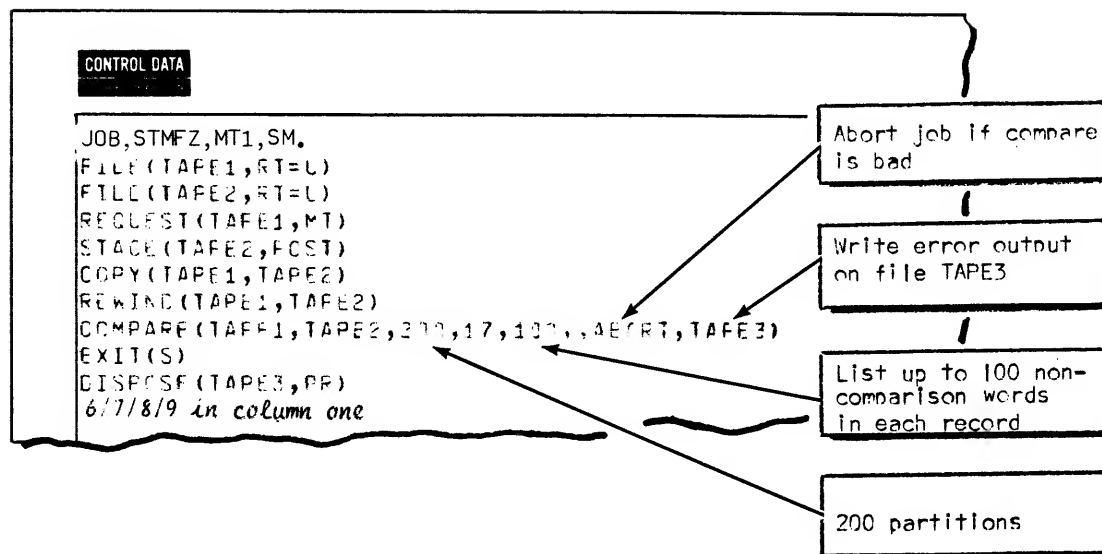 CONTROL DATA
JOB,STMFZ,MT1,SM.
FILE(TAPE1,RT=U)
FILE(TAPE2,RT=U)
REQUEST(TAPE1,MT)
STAGE(TAPE2,POST)
COPY(TAPE1,TAPE2)
REWIND(TAPE1,TAPE2)
COMPARE(TAPE1,TAPE2,200,17,100,,ABORT,TAPE3)
EXIT(S)
DISPOSE(TAPE3,PR)
6/7/8/9 in column one
Abort job if compare
is bad
Write error output
on file TAPE3
List up to 100 non-
comparison words
in each record
200 partitions